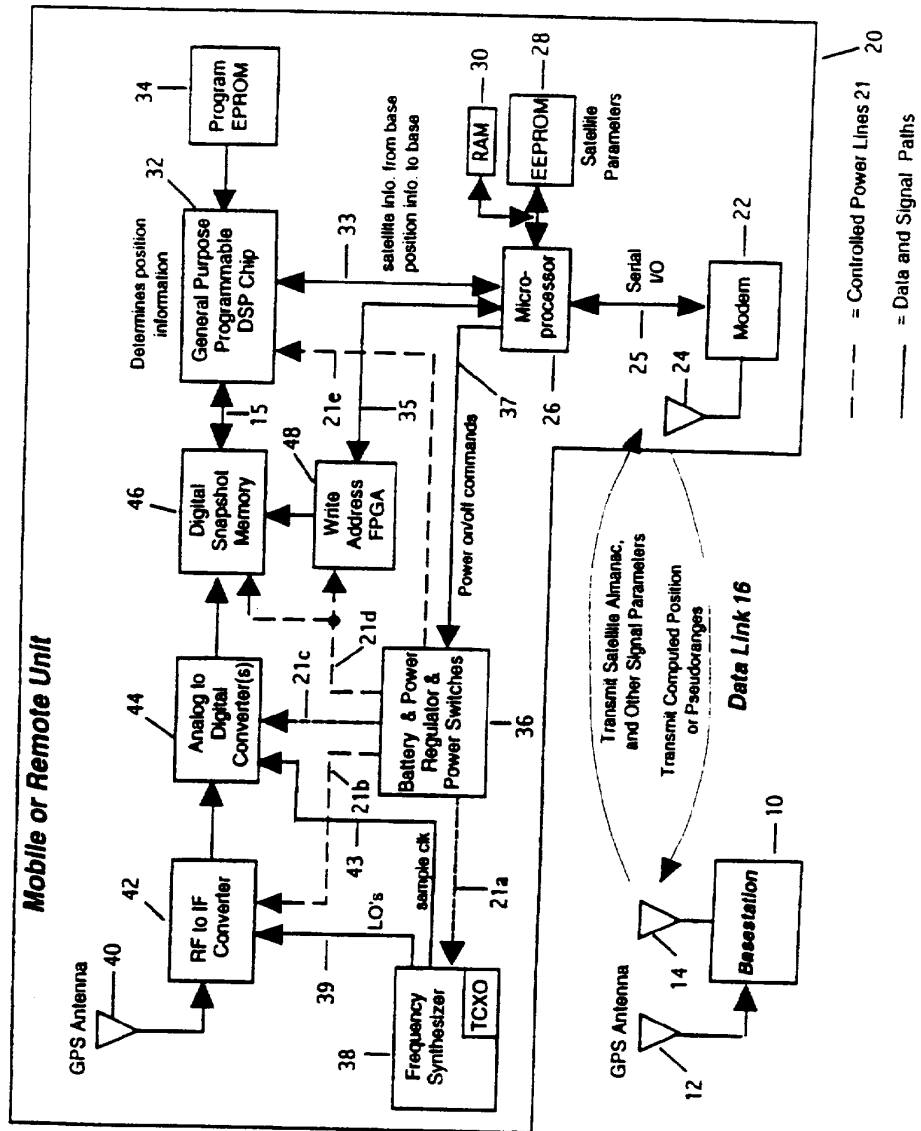 Mobile or Remote Unit
GPS Antenna
40
42
RF to IF
Converter
44
Analog to
Digital
Converter(s)
46
Digital
Snapshot
Memory
15
Determines position
information
32
General Purpose
Programmable
DSP Chip
34
Program
EPROM
48
Write
Address
FPGA
39
LO's
43
sample clk
21b
21c
21d
21e
35
33
satellite info. from base
position info. to base
38
Frequency
Synthesizer
TCXO
21a
Battery & Power
Regulator &
Power Switches
36
Power on/off commands
37
Micro-
processor
26
30
RAM
28
EEPROM
Satellite
Parameters
25
Serial
I/O
22
Modem
24
20
GPS Antenna
12
14
10
Basestation
Transmit Satellite Almanac,
and Other Signal Parameters
Transmit Computed Position
or Pseudoranges
Data Link 16
= Controlled Power Lines 21
= Data and Signal Paths